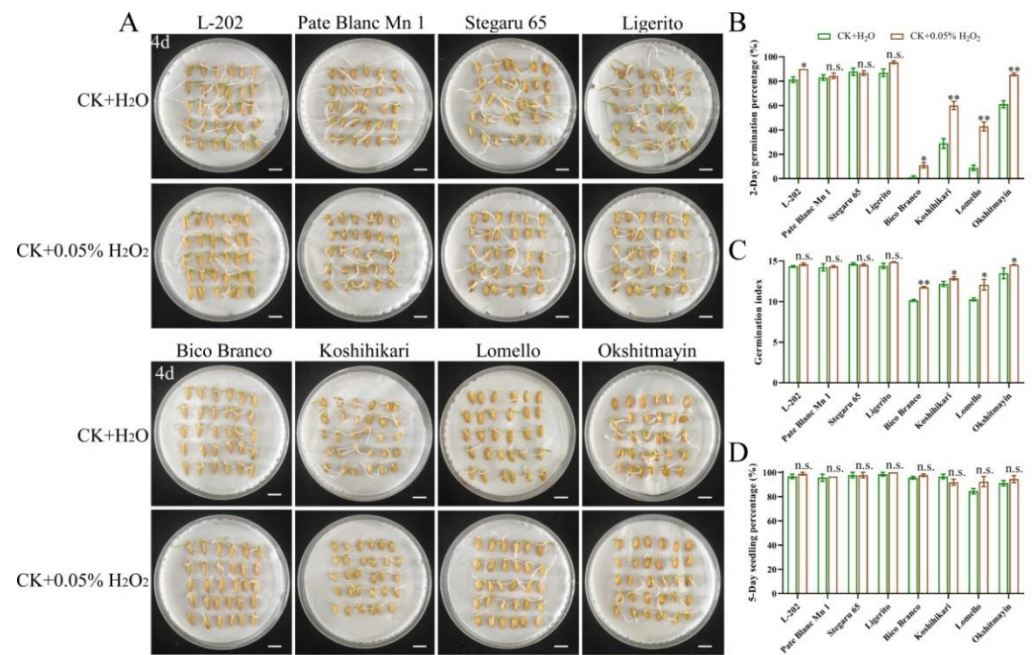 A
L-202 Pate Blanc Mn 1 Stegaru 65 Ligerito
4d
CK+H₂O
CK+0.05% H₂O₂
Bico Branco Koshihikari Lomello Okshitmayin
4d
CK+H₂O
CK+0.05% H₂O₂
B
CK+H₂O CK+0.05% H₂O₂
2-Day germination percentage (%)
100
80
60
40
20
0
* n.s. n.s. n.s. * ** ** **
L-202 Pate Blanc Mn 1 Stegaru 65 Ligerito Bico Branco Koshihikari Lomello Okshitmayin
C
Germination index
15
10
5
0
n.s. n.s. n.s. n.s. ** * * *
L-202 Pate Blanc Mn 1 Stegaru 65 Ligerito Bico Branco Koshihikari Lomello Okshitmayin
D
5-Day seedling percentage (%)
100
80
60
40
20
0
n.s. n.s. n.s. n.s. n.s. n.s. n.s. n.s.
L-202 Pate Blanc Mn 1 Stegaru 65 Ligerito Bico Branco Koshihikari Lomello Okshitmayin